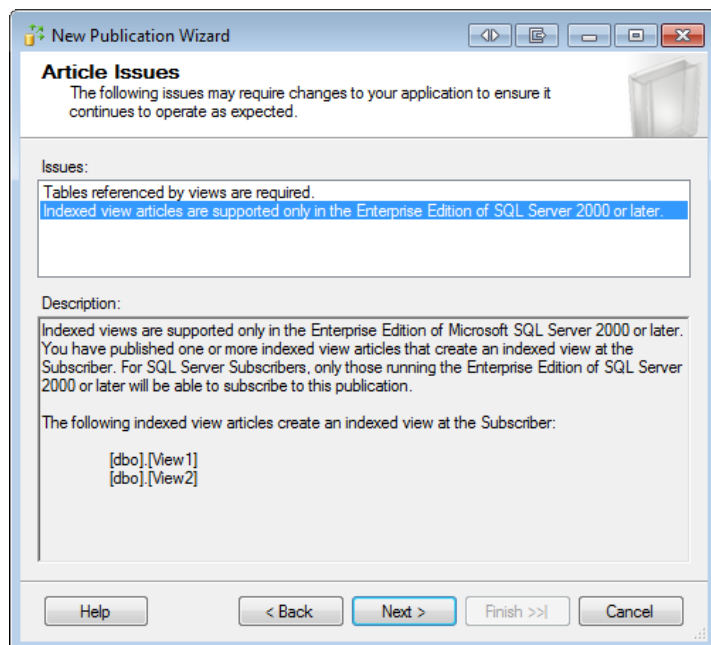 New Publication Wizard
Article Issues
The following issues may require changes to your application to ensure it
continues to operate as expected.
Issues:
Tables referenced by views are required.
Indexed view articles are supported only in the Enterprise Edition of SQL Server 2000 or later.
Description:
Indexed views are supported only in the Enterprise Edition of Microsoft SQL Server 2000 or later.
You have published one or more indexed view articles that create an indexed view at the
Subscriber. For SQL Server Subscribers, only those running the Enterprise Edition of SQL Server
2000 or later will be able to subscribe to this publication.
The following indexed view articles create an indexed view at the Subscriber:
[dbo].[View1]
[dbo].[View2]
Help < Back Next > Finish >>| Cancel